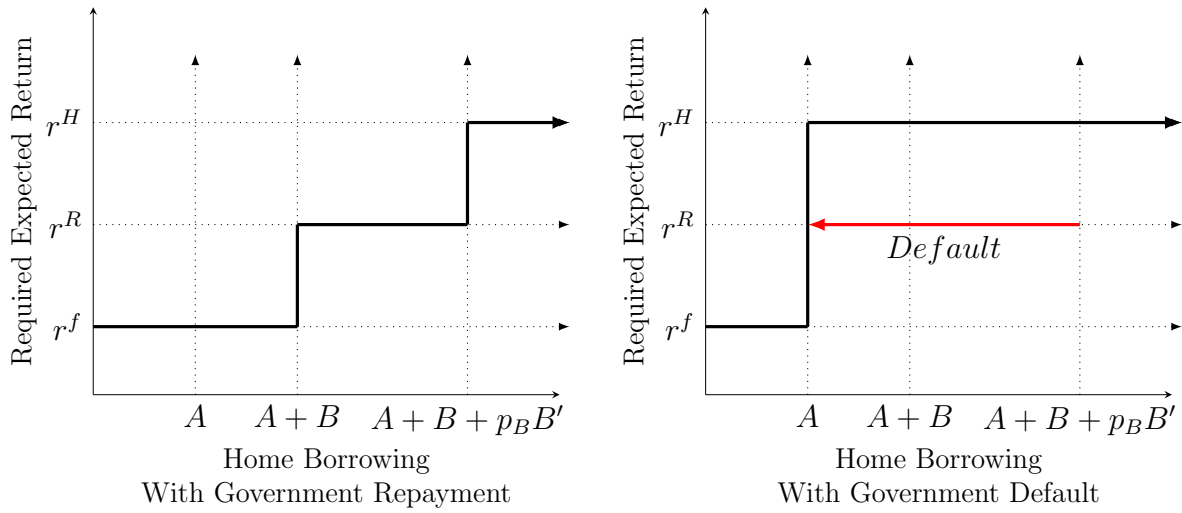 Required Expected Return
r^H
r^R
r^f
A
A + B
A + B + p_B B′
Home Borrowing
With Government Repayment
Required Expected Return
r^H
r^R
r^f
Default
A
A + B
A + B + p_B B′
Home Borrowing
With Government Default